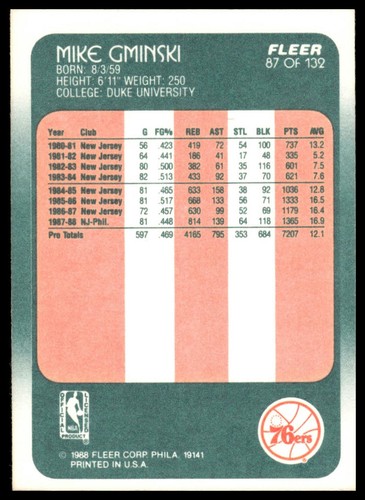 MIKE GMINSKI
BORN: 8/3/59
HEIGHT: 6'11" WEIGHT: 250
COLLEGE: DUKE UNIVERSITY
FLEER
87 OF 132
Year Club G FG% REB AST STL BLK PTS AVG
1980-81 New Jersey 56 .423 419 72 54 100 737 13.2
1981-82 New Jersey 64 .441 186 41 17 48 335 5.2
1982-83 New Jersey 80 .500 382 61 35 116 601 7.5
1983-84 New Jersey 82 .513 433 92 37 70 621 7.6
1984-85 New Jersey 81 .465 633 158 38 92 1036 12.8
1985-86 New Jersey 81 .517 668 133 56 71 1333 16.5
1986-87 New Jersey 72 .457 630 99 52 69 1179 16.4
1987-88 NJ-Phil. 81 .448 814 139 64 118 1365 16.9
Pro Totals 597 .469 4165 795 353 684 7207 12.1
OFFICIAL LICENSED
NBA
PRODUCT
76ers
© 1988 FLEER CORP. PHILA. 19141
PRINTED IN U.S.A.